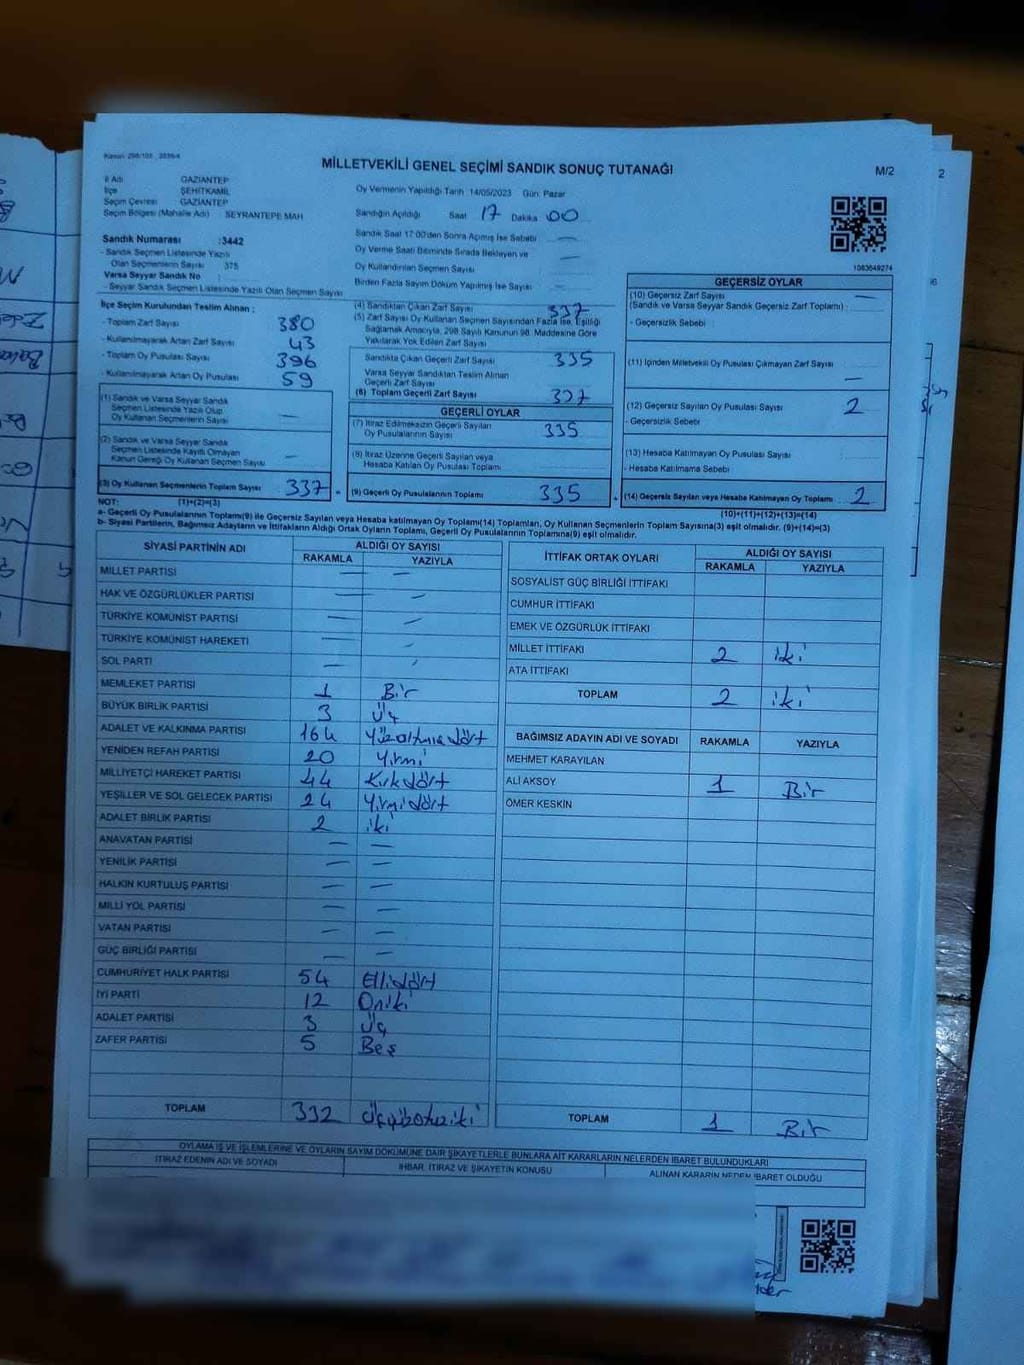 Kanun: 298/105 , 2839/4
MİLLETVEKİLİ GENEL SEÇİMİ SANDIK SONUÇ TUTANAĞI
M/2
İl Adı GAZİANTEP
İlçe ŞEHİTKAMİL
Seçim Çevresi GAZİANTEP
Seçim Bölgesi (Mahalle Adı) : SEYRANTEPE MAH
Oy Vermenin Yapıldığı Tarih 14/05/2023 Gün: Pazar
Sandığın Açıldığı Saat 17 Dakika 00
Sandık Saat 17:00'den Sonra Açılmış İse Sebebi —
Oy Verme Saati Bitiminde Sırada Bekleyen ve
Oy Kullandırılan Seçmen Sayısı —
Birden Fazla Sayım Döküm Yapılmış İse Sayısı —
1083649274
Sandık Numarası :3442
- Sandık Seçmen Listesinde Yazılı
Olan Seçmenlerin Sayısı 375
Varsa Seyyar Sandık No :
- Seyyar Sandık Seçmen Listesinde Yazılı Olan Seçmen Sayısı
İlçe Seçim Kurulundan Teslim Alınan ;
- Toplam Zarf Sayısı 380
- Kullanılmayarak Artan Zarf Sayısı 43
- Toplam Oy Pusulası Sayısı 396
- Kullanılmayarak Artan Oy Pusulası 59
(1) Sandık ve Varsa Seyyar Sandık
Seçmen Listesinde Yazılı Olup
Oy Kullanan Seçmenlerin Sayısı —
(2) Sandık ve Varsa Seyyar Sandık
Seçmen Listesinde Kayıtlı Olmayan
Kanun Gereği Oy Kullanan Seçmen Sayısı —
(3) Oy Kullanan Seçmenlerin Toplam Sayısı 337
(4) Sandıktan Çıkan Zarf Sayısı 337
(5) Zarf Sayısı Oy Kullanan Seçmen Sayısından Fazla İse, Eşitliği
Sağlamak Amacıyla, 298 Sayılı Kanunun 98. Maddesine Göre
Yakılarak Yok Edilen Zarf Sayısı
Sandıkta Çıkan Geçerli Zarf Sayısı 335
Varsa Seyyar Sandıktan Teslim Alınan
Geçerli Zarf Sayısı
(6) Toplam Geçerli Zarf Sayısı 337
GEÇERLİ OYLAR
(7) İtiraz Edilmeksizin Geçerli Sayılan
Oy Pusulalarının Sayısı 335
(8) İtiraz Üzerine Geçerli Sayılan veya
Hesaba Katılan Oy Pusulası Toplamı
(9) Geçerli Oy Pusulalarının Toplamı 335
GEÇERSİZ OYLAR
(10) Geçersiz Zarf Sayısı —
(Sandık ve Varsa Seyyar Sandık Geçersiz Zarf Toplamı)
- Geçersizlik Sebebi :
(11) İçinden Milletvekili Oy Pusulası Çıkmayan Zarf Sayısı —
(12) Geçersiz Sayılan Oy Pusulası Sayısı 2
- Geçersizlik Sebebi
(13) Hesaba Katılmayan Oy Pusulası Sayısı
- Hesaba Katılmama Sebebi
(14) Geçersiz Sayılan veya Hesaba Katılmayan Oy Toplamı 2
NOT: (1)+(2)=(3)
(10)+(11)+(12)+(13)=(14)
a- Geçerli Oy Pusulalarının Toplamı(9) ile Geçersiz Sayılan veya Hesaba katılmayan Oy Toplamı(14) Toplamları, Oy Kullanan Seçmenlerin Toplam Sayısına(3) eşit olmalıdır. (9)+(14)=(3)
b- Siyasi Partilerin, Bağımsız Adayların ve İttifakların Aldığı Ortak Oyların Toplamı, Geçerli Oy Pusulalarının Toplamına(9) eşit olmalıdır.
SİYASİ PARTİNİN ADI ALDIĞI OY SAYISI
RAKAMLA YAZIYLA
MİLLET PARTİSİ — —
HAK VE ÖZGÜRLÜKLER PARTİSİ — —
TÜRKİYE KOMÜNİST PARTİSİ — —
TÜRKİYE KOMÜNİST HAREKETİ — —
SOL PARTİ — —
MEMLEKET PARTİSİ 1 Bir
BÜYÜK BİRLİK PARTİSİ 3 Üç
ADALET VE KALKINMA PARTİSİ 164 Yüzaltmışdört
YENİDEN REFAH PARTİSİ 20 Yirmi
MİLLİYETÇİ HAREKET PARTİSİ 44 Kırkdört
YEŞİLLER VE SOL GELECEK PARTİSİ 24 Yirmidört
ADALET BİRLİK PARTİSİ 2 iki
ANAVATAN PARTİSİ — —
YENİLİK PARTİSİ — —
HALKIN KURTULUŞ PARTİSİ — —
MİLLİ YOL PARTİSİ — —
VATAN PARTİSİ — —
GÜÇ BİRLİĞİ PARTİSİ — —
CUMHURİYET HALK PARTİSİ 54 Ellidört
İYİ PARTİ 12 Oniki
ADALET PARTİSİ 3 Üç
ZAFER PARTİSİ 5 Beş
TOPLAM 332 Üçyüzotuziki
İTTİFAK ORTAK OYLARI ALDIĞI OY SAYISI
RAKAMLA YAZIYLA
SOSYALİST GÜÇ BİRLİĞİ İTTİFAKI
CUMHUR İTTİFAKI
EMEK VE ÖZGÜRLÜK İTTİFAKI
MİLLET İTTİFAKI 2 iki
ATA İTTİFAKI
TOPLAM 2 iki
BAĞIMSIZ ADAYIN ADI VE SOYADI RAKAMLA YAZIYLA
MEHMET KARAYILAN
ALİ AKSOY 1 Bir
ÖMER KESKİN
TOPLAM 1 Bir
OYLAMA İŞ VE İŞLEMLERİNE VE OYLARIN SAYIM DÖKÜMÜNE DAİR ŞİKAYETLERLE BUNLARA AİT KARARLARIN NELERDEN İBARET BULUNDUKLARI
İTİRAZ EDENİN ADI VE SOYADI İHBAR, İTİRAZ VE ŞİKAYETİN KONUSU ALINAN KARARIN NEDEN İBARET OLDUĞU